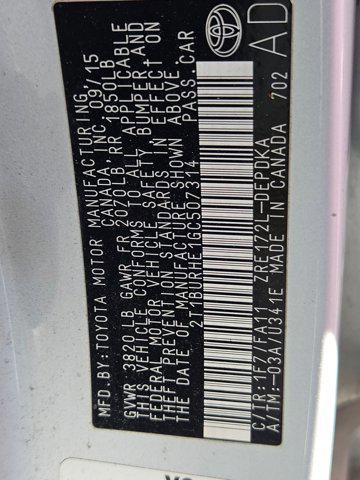 MFD.BY:TOYOTA MOTOR MANUFACTURING
CANADA, INC. 09/15
GVWR 3820LB GAWR FR 2070LB RR 1850LB
THIS VEHICLE CONFORMS TO ALL APPLICABLE
FEDERAL MOTOR VEHICLE SAFETY, BUMPER, AND
THEFT PREVENTION STANDARDS IN EFFECT ON
THE DATE OF MANUFACTURE SHOWN ABOVE.
2T1BURHE1GC507314 PASS.CAR
C/TR:1F7/FA11 ZRE172L-DEPDKA
A/TM:-03A/U341E MADE IN CANADA 702
TOYOTA
AD